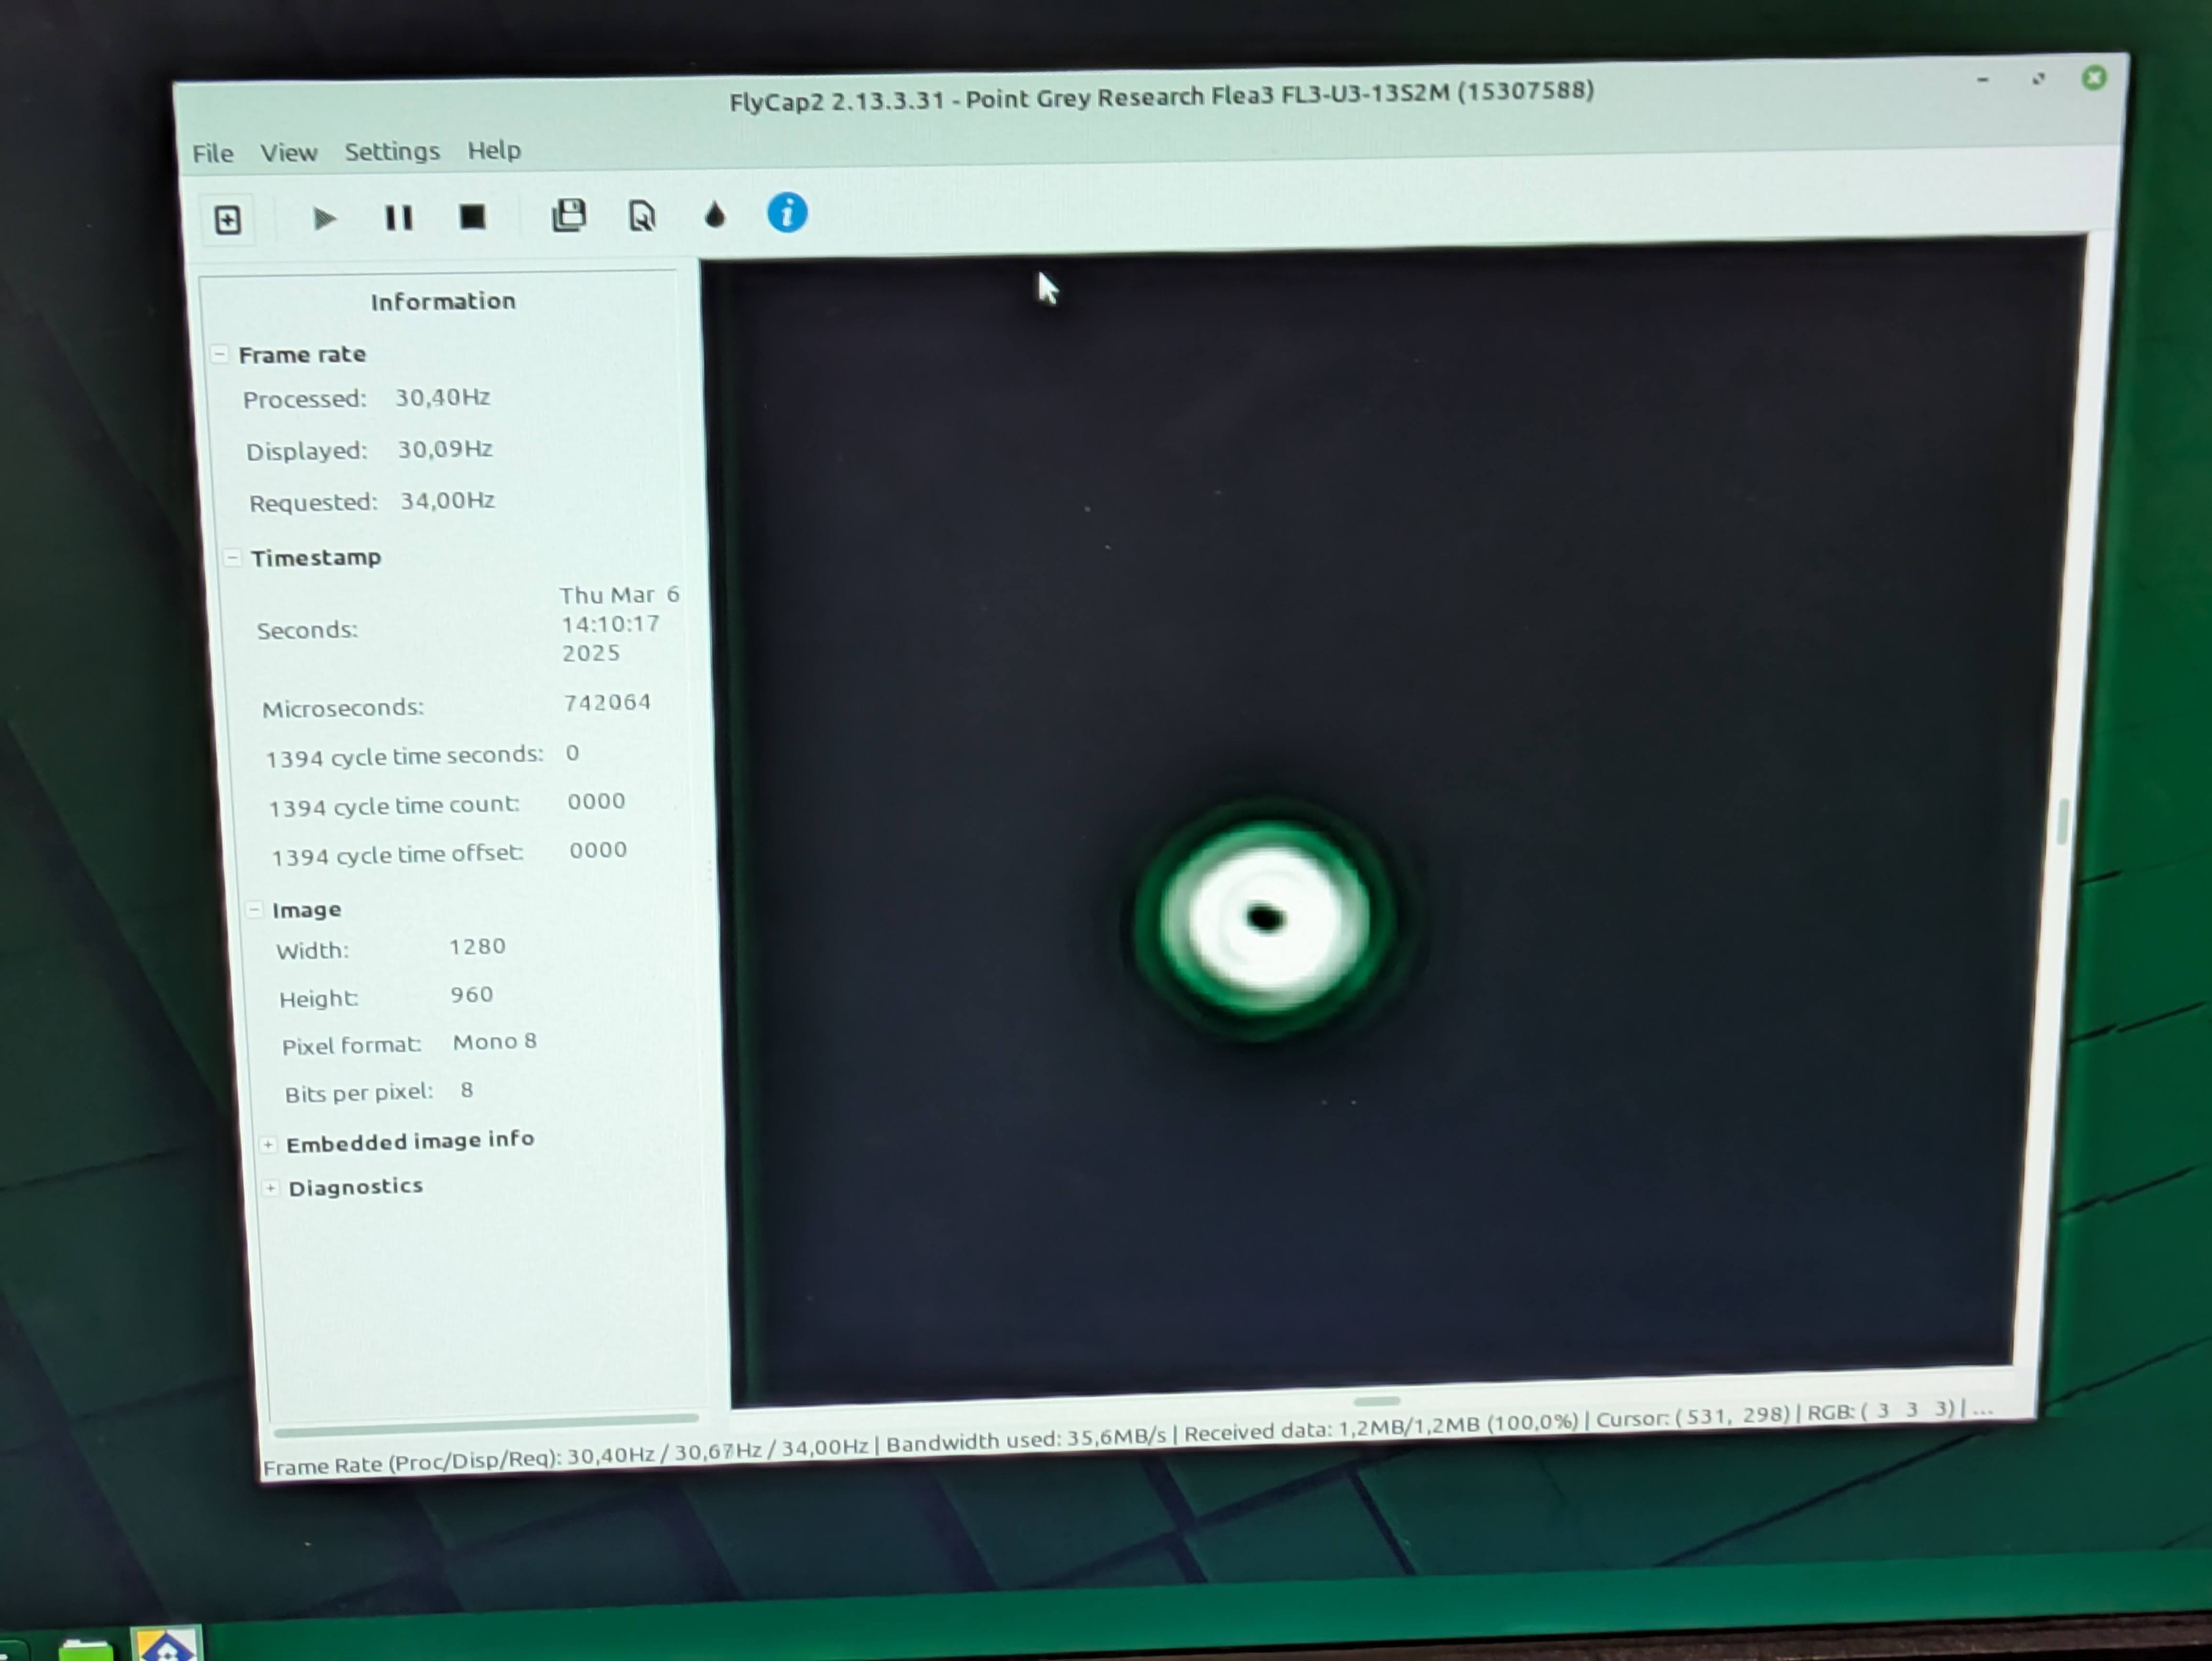 FlyCap2 2.13.3.31 - Point Grey Research Flea3 FL3-U3-13S2M (15307588)
File View Settings Help
Information
Frame rate
Processed: 30,40Hz
Displayed: 30,09Hz
Requested: 34,00Hz
Timestamp
Seconds: Thu Mar 6
14:10:17
2025
Microseconds: 742064
1394 cycle time seconds: 0
1394 cycle time count: 0000
1394 cycle time offset: 0000
Image
Width: 1280
Height: 960
Pixel format: Mono 8
Bits per pixel: 8
Embedded image info
Diagnostics
Frame Rate (Proc/Disp/Req): 30,40Hz / 30,67Hz / 34,00Hz | Bandwidth used: 35,6MB/s | Received data: 1,2MB/1,2MB (100,0%) | Cursor: ( 531, 298) | RGB: ( 3 3 3) | ...